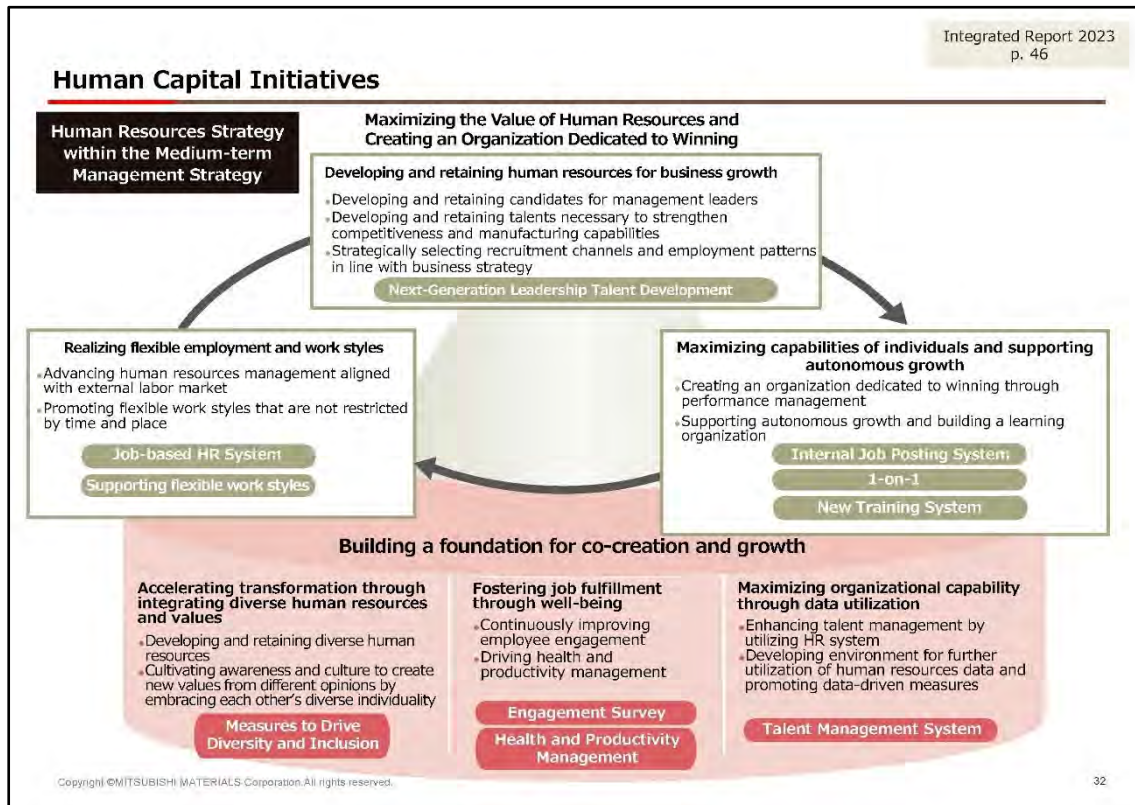 Integrated Report 2023
p. 46
Human Capital Initiatives
Human Resources Strategy
within the Medium-term
Management Strategy
Maximizing the Value of Human Resources and
Creating an Organization Dedicated to Winning
Developing and retaining human resources for business growth
•Developing and retaining candidates for management leaders
•Developing and retaining talents necessary to strengthen
competitiveness and manufacturing capabilities
•Strategically selecting recruitment channels and employment patterns
in line with business strategy
Next-Generation Leadership Talent Development
Realizing flexible employment and work styles
•Advancing human resources management aligned
with external labor market
•Promoting flexible work styles that are not restricted
by time and place
Job-based HR System
Supporting flexible work styles
Maximizing capabilities of individuals and supporting
autonomous growth
•Creating an organization dedicated to winning through
performance management
•Supporting autonomous growth and building a learning
organization
Internal Job Posting System
1-on-1
New Training System
Building a foundation for co-creation and growth
Accelerating transformation through
integrating diverse human resources
and values
•Developing and retaining diverse human
resources
•Cultivating awareness and culture to create
new values from different opinions by
embracing each other's diverse individuality
Measures to Drive
Diversity and Inclusion
Fostering job fulfillment
through well-being
•Continuously improving
employee engagement
•Driving health and
productivity management
Engagement Survey
Health and Productivity
Management
Maximizing organizational capability
through data utilization
•Enhancing talent management by
utilizing HR system
•Developing environment for further
utilization of human resources data and
promoting data-driven measures
Talent Management System
Copyright ©MITSUBISHI MATERIALS Corporation.All rights reserved.
32